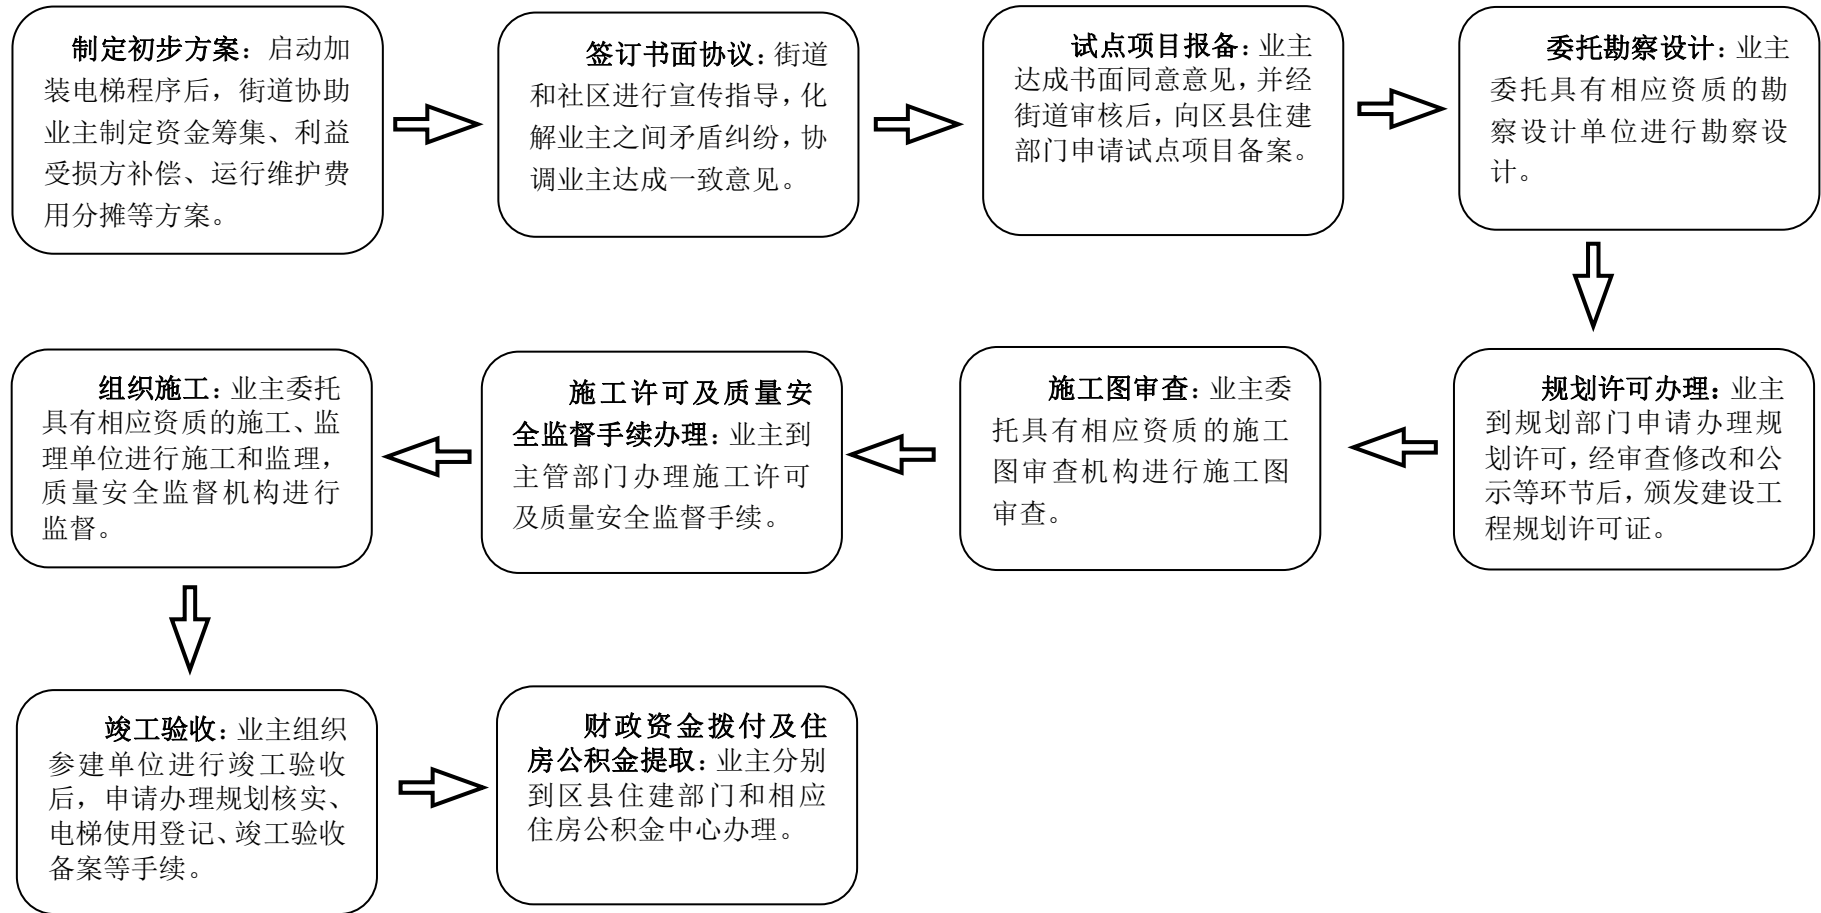 制定初步方案：启动加
装电梯程序后，街道协助
业主制定资金筹集、利益
受损方补偿、运行维护费
用分摊等方案。
签订书面协议：街道
和社区进行宣传指导，化
解业主之间矛盾纠纷，协
调业主达成一致意见。
试点项目报备：业主
达成书面同意意见，并经
街道审核后，向区县住建
部门申请试点项目备案。
委托勘察设计：业主
委托具有相应资质的勘
察设计单位进行勘察设
计。
规划许可办理：业主
到规划部门申请办理规
划许可，经审查修改和公
示等环节后，颁发建设工
程规划许可证。
施工图审查：业主委
托具有相应资质的施工
图审查机构进行施工图
审查。
施工许可及质量安
全监督手续办理：业主到
主管部门办理施工许可
及质量安全监督手续。
组织施工：业主委托
具有相应资质的施工、监
理单位进行施工和监理，
质量安全监督机构进行
监督。
竣工验收：业主组织
参建单位进行竣工验收
后，申请办理规划核实、
电梯使用登记、竣工验收
备案等手续。
财政资金拨付及住
房公积金提取：业主分别
到区县住建部门和相应
住房公积金中心办理。